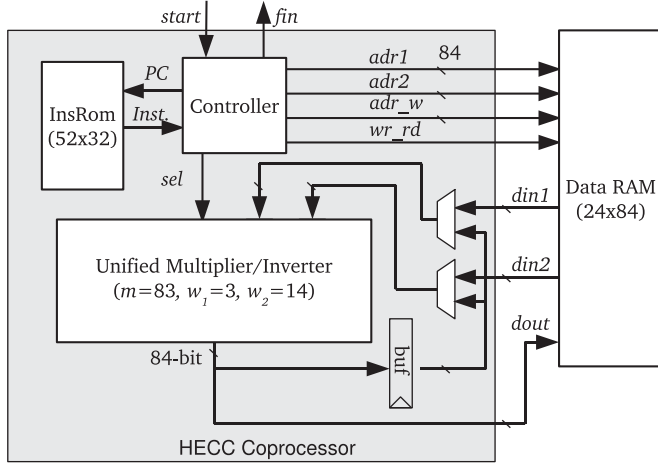 start
fin
adr1
84
adr2
adr_w
wr_rd
PC
Inst.
InsRom
(52x32)
Controller
sel
Data RAM
(24x84)
din1
din2
dout
Unified Multiplier/Inverter
(m=83, w1=3, w2=14)
84-bit
buf
HECC Coprocessor